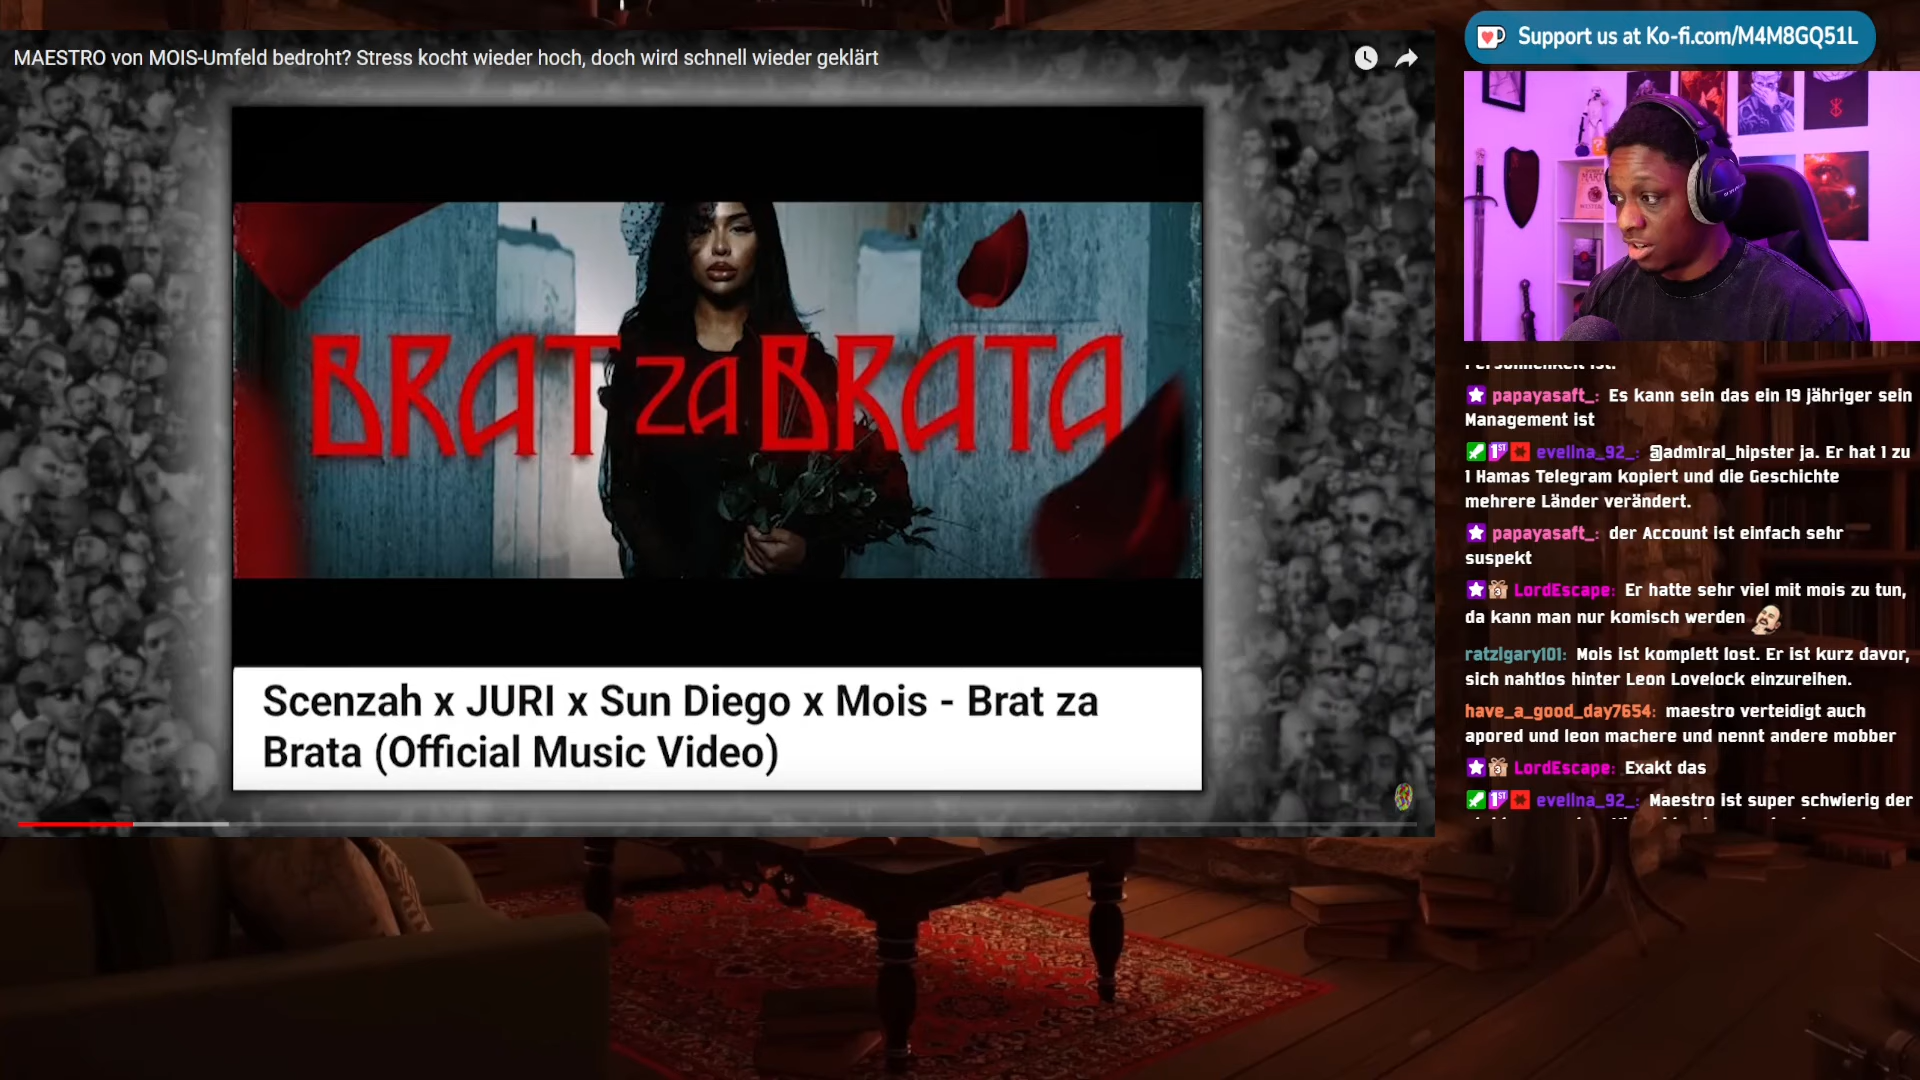 MAESTRO von MOIS-Umfeld bedroht? Stress kocht wieder hoch, doch wird schnell wieder geklärt
BRAT ZA BRATA
Scenzah x JURI x Sun Diego x Mois - Brat za
Brata (Official Music Video)
Support us at Ko-fi.com/M4M8GQ51L
Persönlichkeit ist.
papayasaft_: Es kann sein das ein 19 jähriger sein
Management ist
evelina_92_: @adm1ral_hipster ja. Er hat 1 zu
1 Hamas Telegram kopiert und die Geschichte
mehrere Länder verändert.
papayasaft_: der Account ist einfach sehr
suspekt
LordEscape: Er hatte sehr viel mit mois zu tun,
da kann man nur komisch werden
ratzigary101: Mois ist komplett lost. Er ist kurz davor,
sich nahtlos hinter Leon Lovelock einzureihen.
have_a_good_day7654: maestro verteidigt auch
apored und leon machere und nennt andere mobber
LordEscape: Exakt das
evelina_92_: Maestro ist super schwierig der